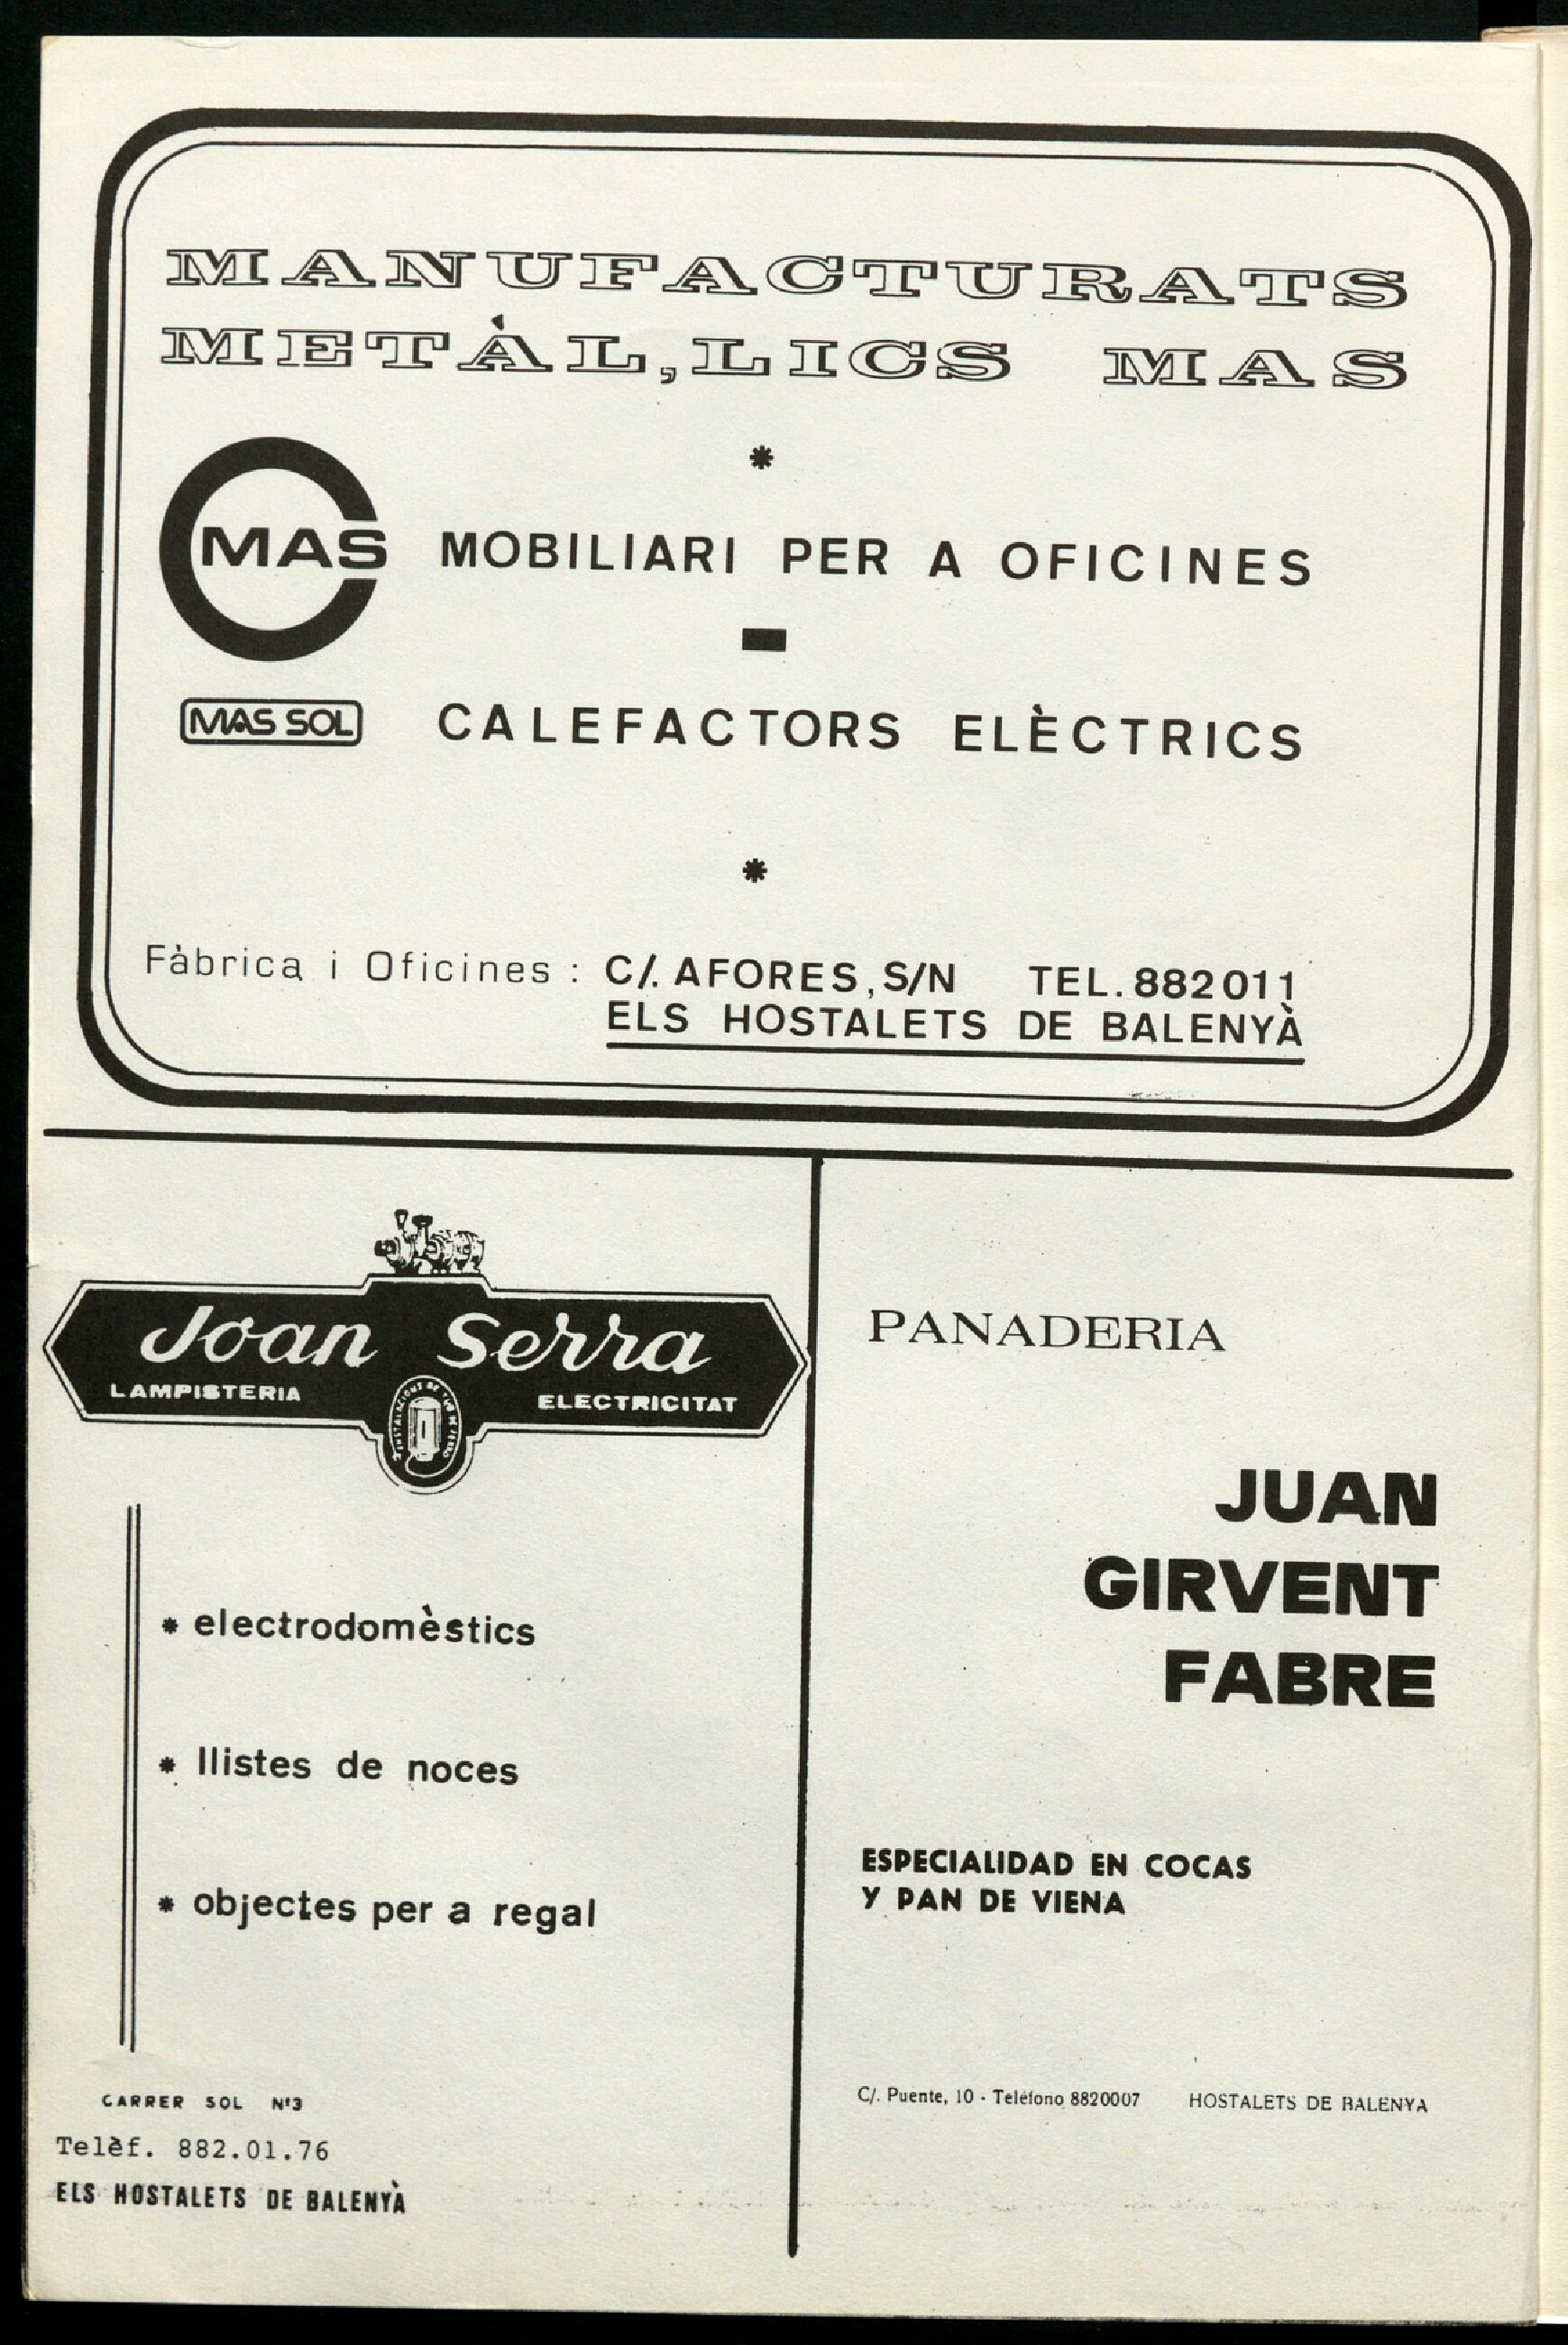 MANUFACTURATS
METÀL,LICS MAS
*
MAS
MOBILIARI PER A OFICINES
MAS SOL
CALEFACTORS ELÈCTRICS
*
Fàbrica i Oficines : C/. AFORES, S/N TEL. 882011
ELS HOSTALETS DE BALENYÀ
Joan Serra
LAMPISTERIA ELECTRICITAT
* electrodomèstics
* llistes de noces
* objectes per a regal
CARRER SOL Nº3
Telèf. 882.01.76
ELS HOSTALETS DE BALENYÀ
PANADERIA
JUAN
GIRVENT
FABRE
ESPECIALIDAD EN COCAS
Y PAN DE VIENA
C/. Puente, 10 - Teléfono 8820007 HOSTALETS DE BALENYA